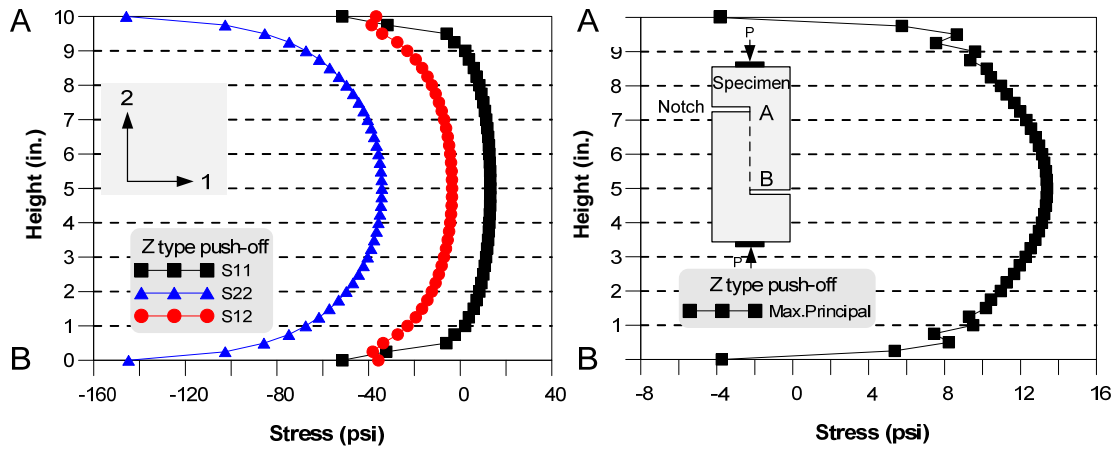 A
B
Height (in.)
10
9
8
7
6
5
4
3
2
1
0
2
1
Z type push-off
S11
S22
S12
-160
-120
-80
-40
0
40
Stress (psi)
A
B
Height (in.)
10
9
8
7
6
5
4
3
2
1
0
P
Specimen
Notch
A
B
P
Z type push-off
Max.Principal
-8
-4
0
4
8
12
16
Stress (psi)